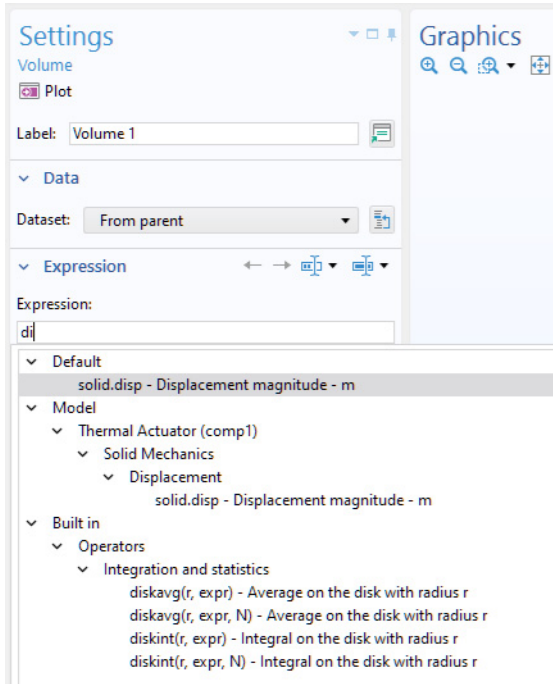 Settings
Graphics
Volume
Plot
Label: Volume 1
Data
Dataset: From parent
Expression
Expression:
di
Default
solid.disp - Displacement magnitude - m
Model
Thermal Actuator (comp1)
Solid Mechanics
Displacement
solid.disp - Displacement magnitude - m
Built in
Operators
Integration and statistics
diskavg(r, expr) - Average on the disk with radius r
diskavg(r, expr, N) - Average on the disk with radius r
diskint(r, expr) - Integral on the disk with radius r
diskint(r, expr, N) - Integral on the disk with radius r